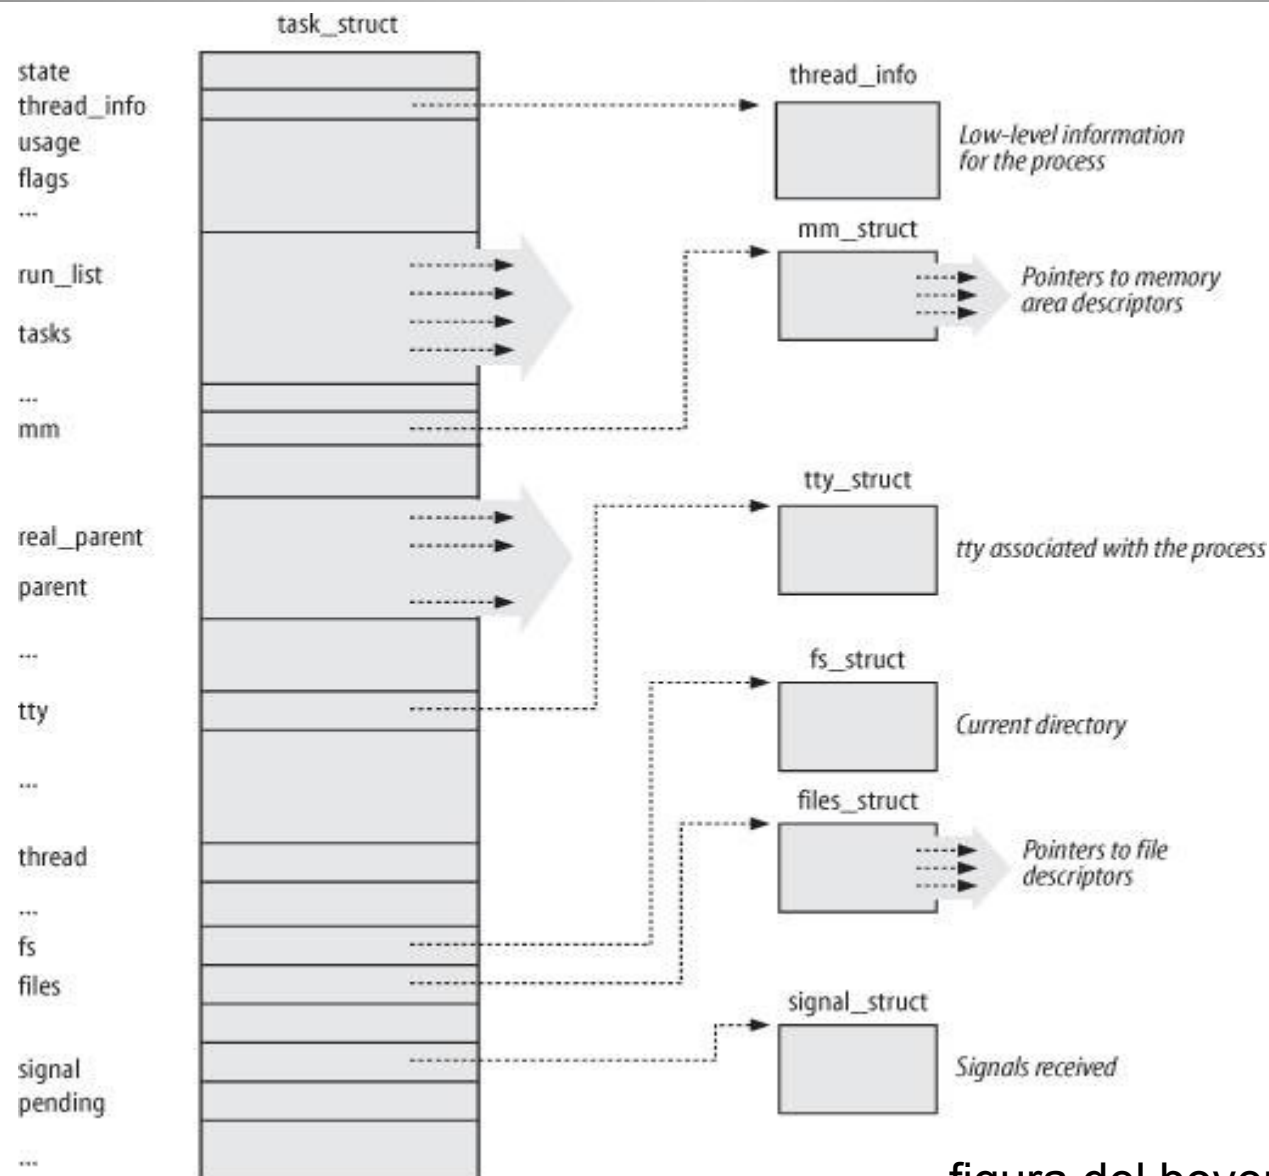 task_struct
state
thread_info
usage
flags
...
run_list
tasks
...
mm
real_parent
parent
...
tty
...
thread
...
fs
files
signal
pending
...
thread_info
Low-level information
for the process
mm_struct
Pointers to memory
area descriptors
tty_struct
tty associated with the process
fs_struct
Current directory
files_struct
Pointers to file
descriptors
signal_struct
Signals received
figura del